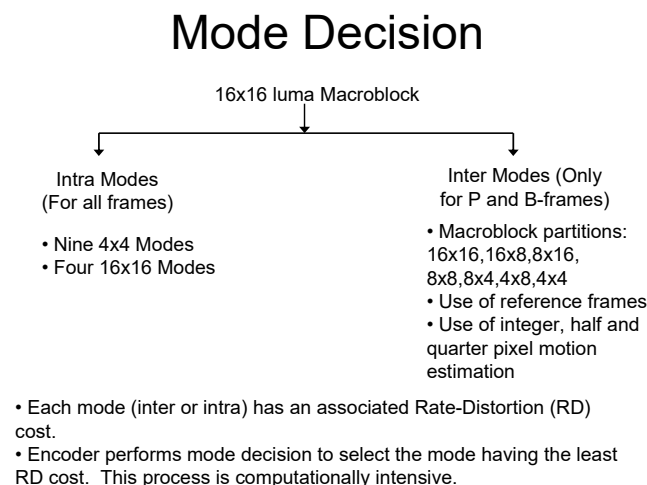 Mode Decision
16x16 luma Macroblock
Intra Modes
(For all frames)
• Nine 4x4 Modes
• Four 16x16 Modes
Inter Modes (Only
for P and B-frames)
• Macroblock partitions:
16x16,16x8,8x16,
8x8,8x4,4x8,4x4
• Use of reference frames
• Use of integer, half and
quarter pixel motion
estimation
• Each mode (inter or intra) has an associated Rate-Distortion (RD)
cost.
• Encoder performs mode decision to select the mode having the least
RD cost.  This process is computationally intensive.